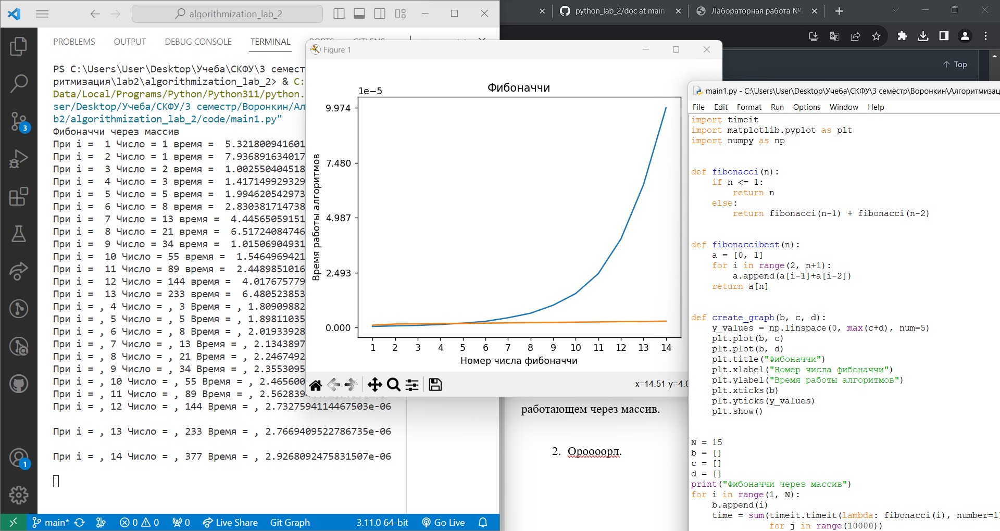 algorithmization_lab_2
PROBLEMS
OUTPUT
DEBUG CONSOLE
TERMINAL
PS C:\Users\User\Desktop\Учеба\СКФУ\3 семест
ритмизация\lab2\algorithmization_lab_2> & C:
Data/Local/Programs/Python/Python311/python.
ser/Desktop/Учеба/СКФУ/3 семестр/Воронкин/Ал
b2/algorithmization_lab_2/code/main1.py"
Фибоначчи через массив
При i =  1 Число = 1 время =  5.321800941601
При i =  2 Число = 1 время =  7.936891634017
При i =  3 Число = 2 время =  1.002550404518
При i =  4 Число = 3 время =  1.417149929329
При i =  5 Число = 5 время =  1.994620542973
При i =  6 Число = 8 время =  2.830381714738
При i =  7 Число = 13 время =  4.44565059151
При i =  8 Число = 21 время =  6.51724084746
При i =  9 Число = 34 время =  1.01506904931
При i =  10 Число = 55 время =  1.5464969421
При i =  11 Число = 89 время =  2.4489851016
При i =  12 Число = 144 время =  4.017675779
При i =  13 Число = 233 время =  6.480523853
При i = , 4 Число = , 3 Время = , 1.80909882
При i = , 5 Число = , 5 Время = , 1.89811035
При i = , 6 Число = , 8 Время = , 2.01933928
При i = , 7 Число = , 13 Время = , 2.1343897
При i = , 8 Число = , 21 Время = , 2.2467492
При i = , 9 Число = , 34 Время = , 2.3553095
При i = , 10 Число = , 55 Время = , 2.465600
При i = , 11 Число = , 89 Время = ,
При i = , 12 Число = , 144 Время = , 2.7327594114467503e-06
При i = , 13 Число = , 233 Время = , 2.7669409522786735e-06
При i = , 14 Число = , 377 Время = , 2.9268092475831507e-06
3
1
main*
0
0
0
Live Share
Git Graph
3.11.0 64-bit
Go Live
Figure 1
Фибоначчи
1e−5
9.974
7.480
4.987
2.493
0.000
Время работы алгоритмов
1 2 3 4 5 6 7 8 9 10 11 12 13 14
Номер числа фибоначчи
x=14.51 y=4.0
python_lab_2/doc at main
Лабораторная работа №2
Top
работающем через массив.
2. Ороооорл.
main1.py - C:\Users\User\Desktop\Учеба\СКФУ\3 семестр\Воронкин\Алгоритмизац
File Edit Format Run Options Window Help
import timeit
import matplotlib.pyplot as plt
import numpy as np
def fibonacci(n):
    if n <= 1:
        return n
    else:
        return fibonacci(n-1) + fibonacci(n-2)
def fibonaccibest(n):
    a = [0, 1]
    for i in range(2, n+1):
        a.append(a[i-1]+a[i-2])
    return a[n]
def create_graph(b, c, d):
    y_values = np.linspace(0, max(c+d), num=5)
    plt.plot(b, c)
    plt.plot(b, d)
    plt.title("Фибоначчи")
    plt.xlabel("Номер числа фибоначчи")
    plt.ylabel("Время работы алгоритмов")
    plt.xticks(b)
    plt.yticks(y_values)
    plt.show()
N = 15
b = []
c = []
d = []
print("Фибоначчи через массив")
for i in range(1, N):
    b.append(i)
    time = sum(timeit.timeit(lambda: fibonacci(i), number=1)
               for j in range(10000))